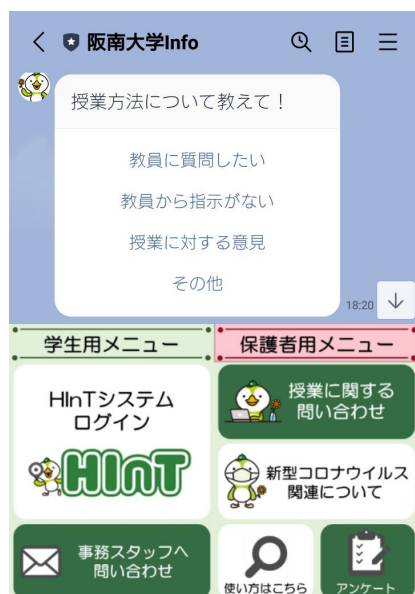 阪南大学Info
授業方法について教えて！
教員に質問したい
教員から指示がない
授業に対する意見
その他
18:20
学生用メニュー
保護者用メニュー
HInTシステム
ログイン
HInT
授業に関する
問い合わせ
新型コロナウイルス
関連について
事務スタッフへ
問い合わせ
使い方はこちら
アンケート